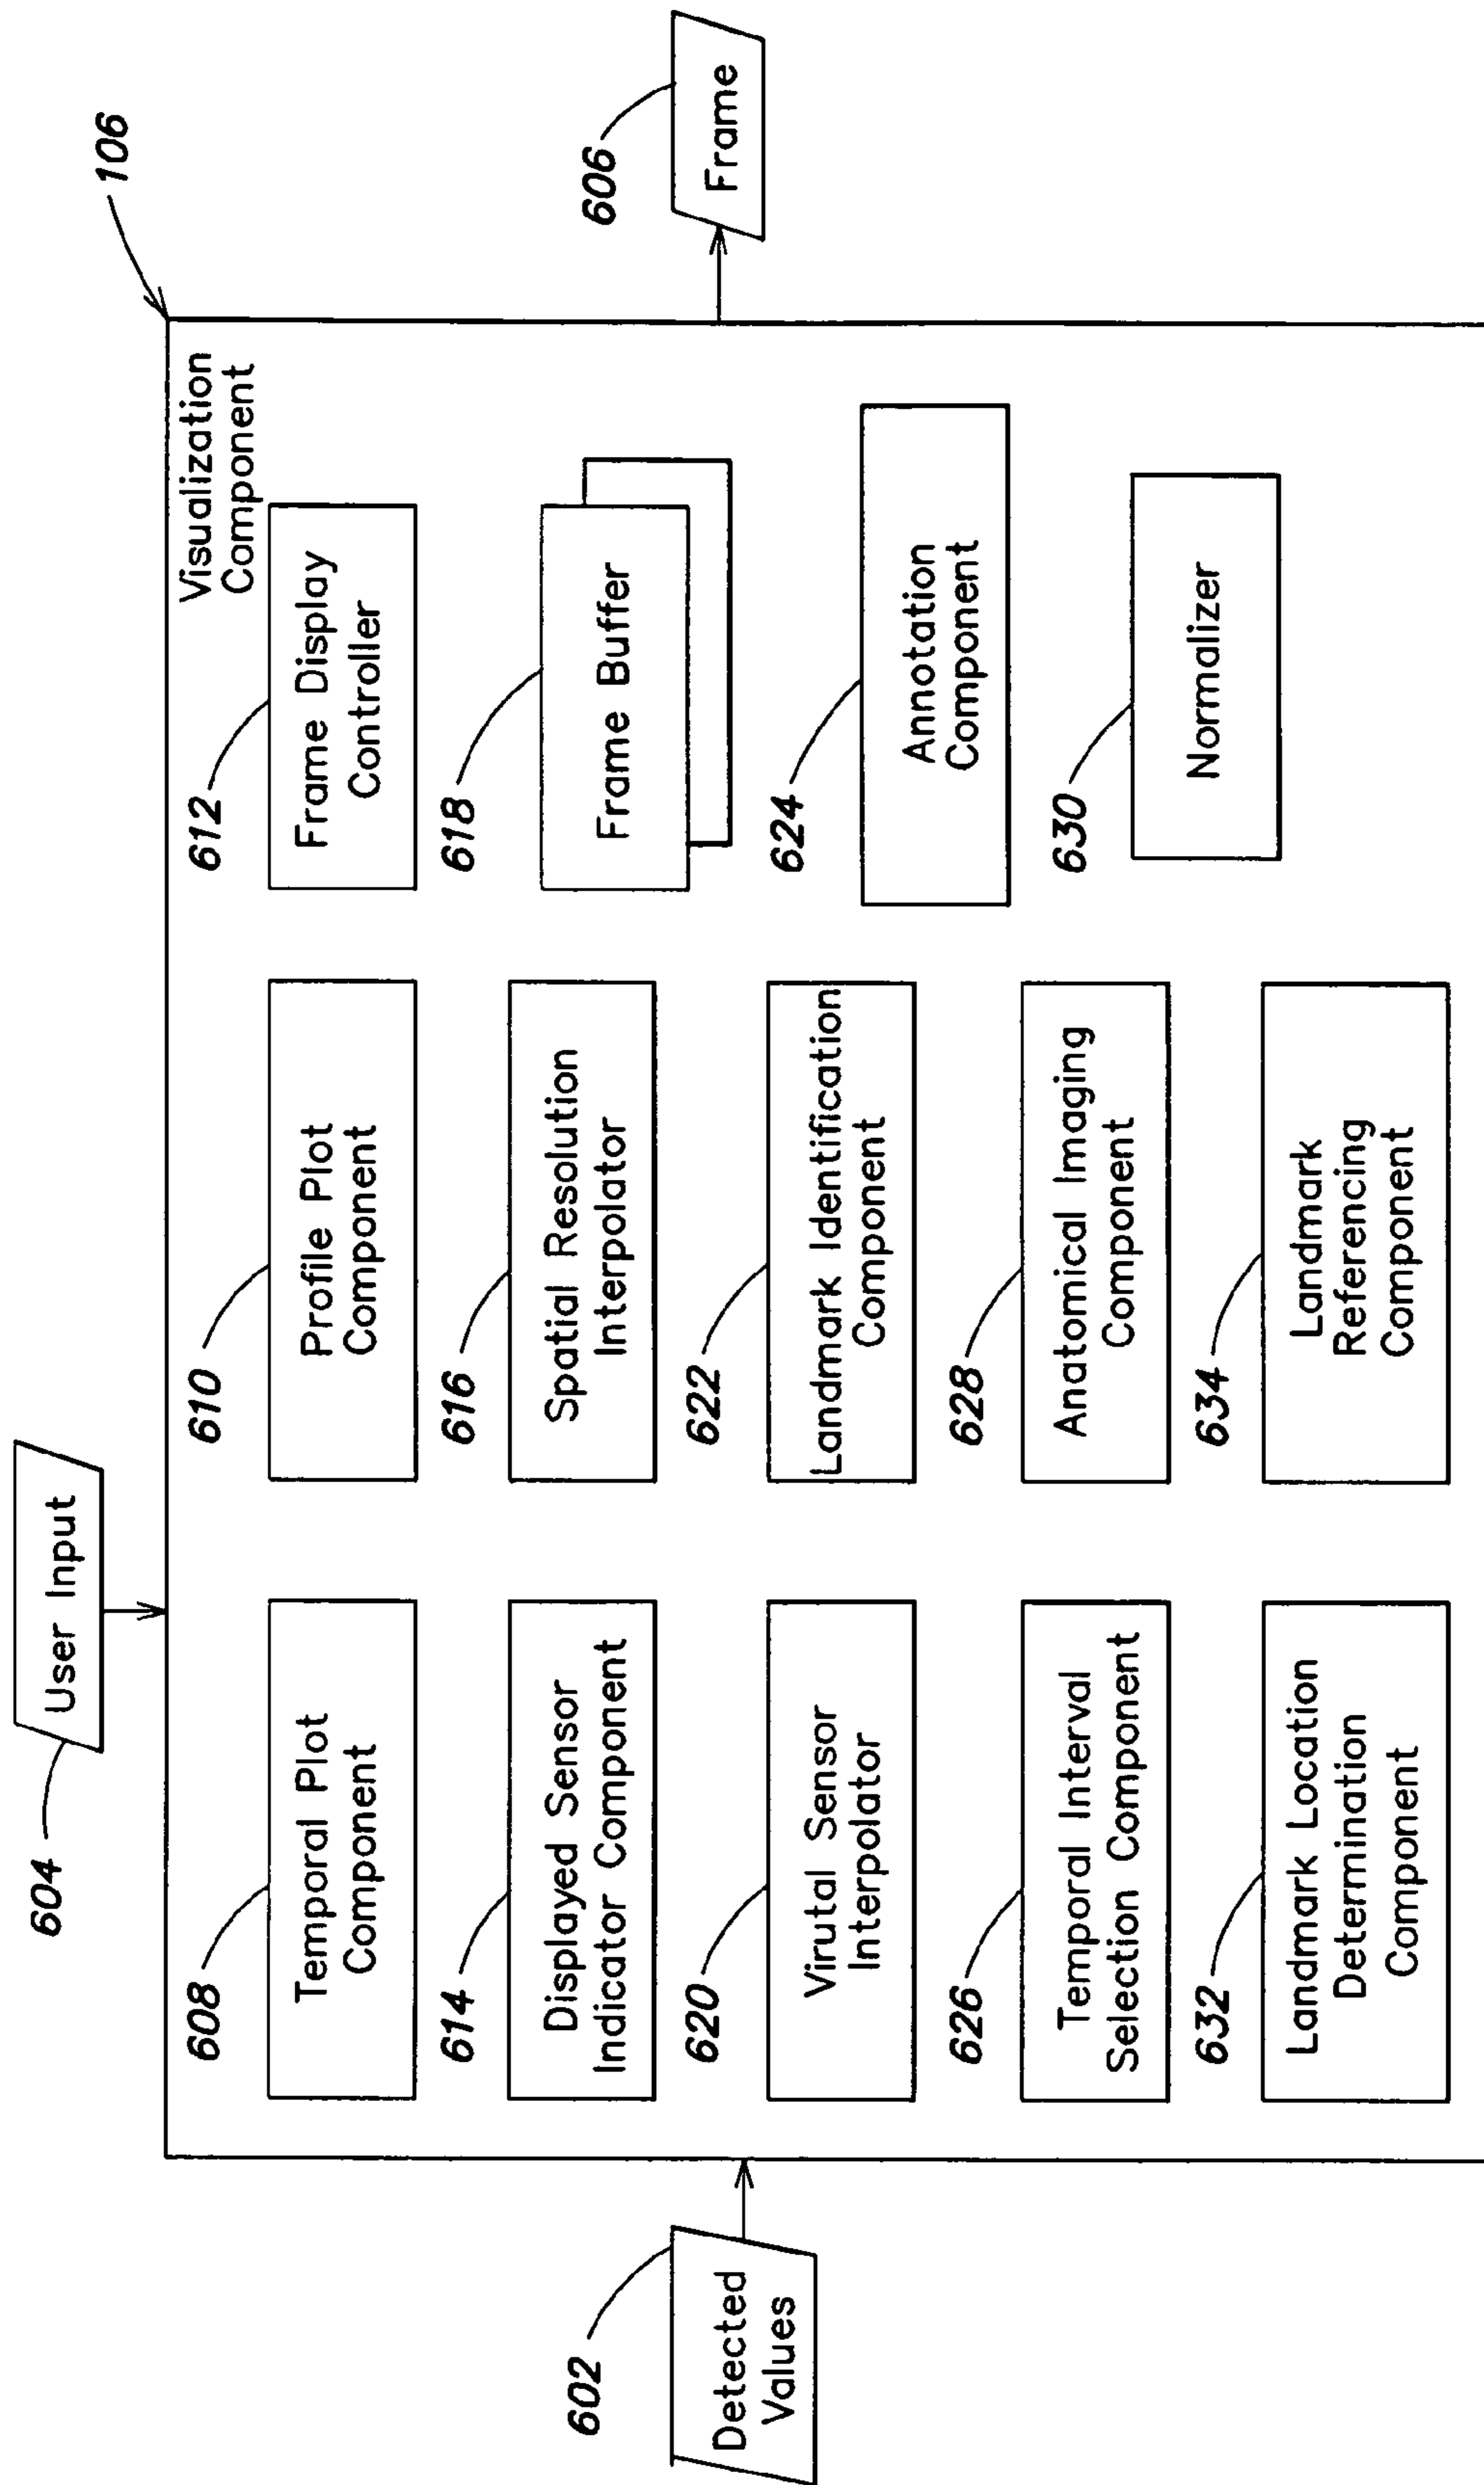 604
User Input
106
Visualization
Component
602
Detected
Values
606
Frame
608
Temporal Plot
Component
610
Profile Plot
Component
612
Frame Display
Controller
614
Displayed Sensor
Indicator Component
616
Spatial Resolution
Interpolator
618
Frame Buffer
620
Virutal Sensor
Interpolator
622
Landmark Identification
Component
624
Annotation
Component
626
Temporal Interval
Selection Component
628
Anatomical Imaging
Component
630
Normalizer
632
Landmark Location
Determination
Component
634
Landmark
Referencing
Component